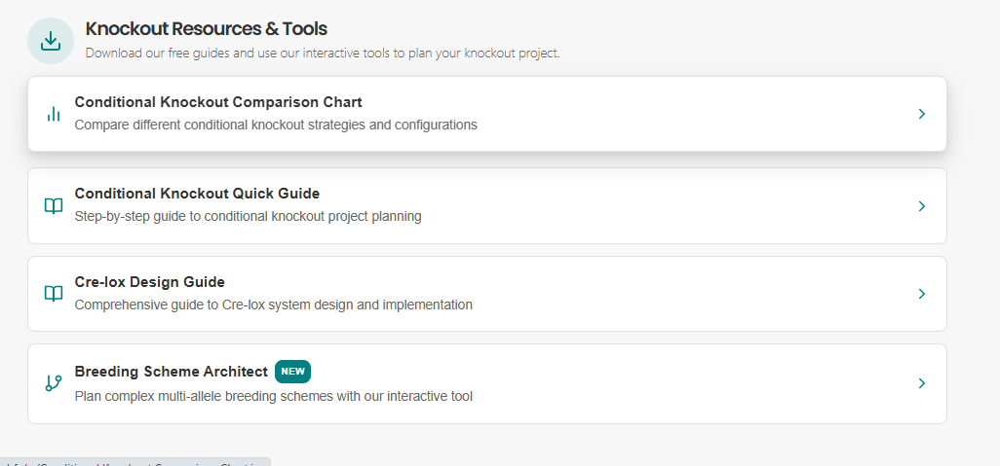 Knockout Resources & Tools
Download our free guides and use our interactive tools to plan your knockout project.
Conditional Knockout Comparison Chart
Compare different conditional knockout strategies and configurations
Conditional Knockout Quick Guide
Step-by-step guide to conditional knockout project planning
Cre-lox Design Guide
Comprehensive guide to Cre-lox system design and implementation
Breeding Scheme Architect NEW
Plan complex multi-allele breeding schemes with our interactive tool